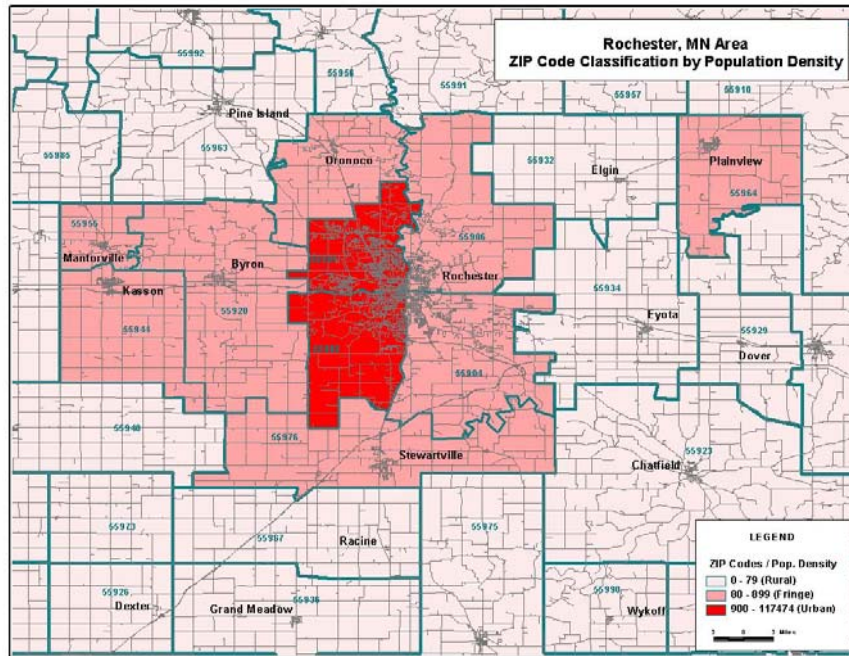 Rochester, MN Area
ZIP Code Classification by Population Density
55992
55956
55991
55957
55910
Pine Island
55963
55985
Oronoco
55932
Elgin
Plainview
55964
55955
Mantorville
Byron
55906
Rochester
Kasson
55920
55934
Eyota
55944
55929
Dover
55904
55940
55976
Stewartville
55923
Chatfield
55973
55967
Racine
55975
55926
Dexter
Grand Meadow
55936
55990
Wykoff
LEGEND
ZIP Codes / Pop. Density
0 - 79 (Rural)
80 - 899 (Fringe)
900 - 117474 (Urban)
Miles